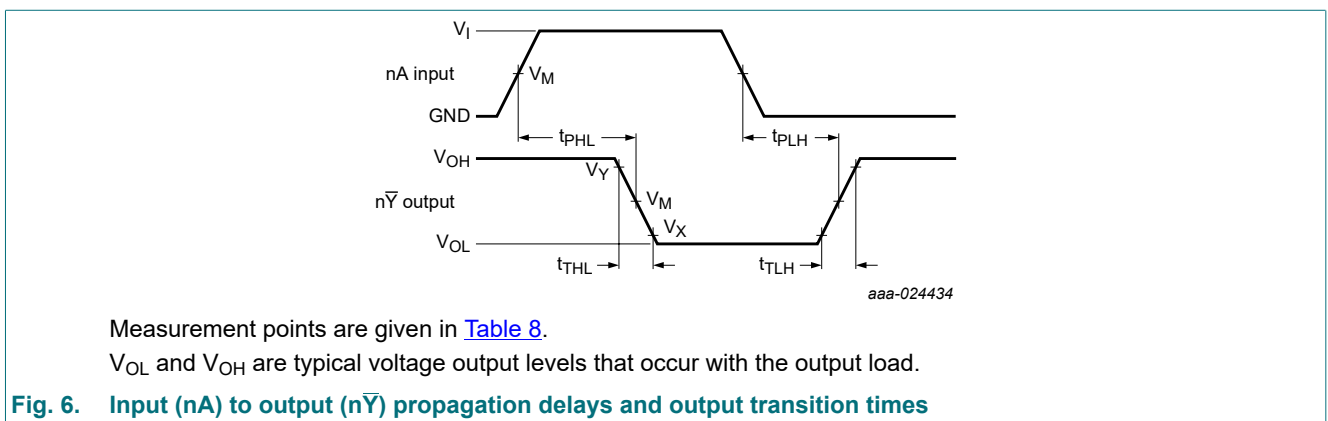 V_I
nA input
V_M
GND
t_PHL
t_PLH
V_OH
V_Y
nY̅ output
V_M
V_X
V_OL
t_THL
t_TLH
aaa-024434
Measurement points are given in Table 8.
V_OL and V_OH are typical voltage output levels that occur with the output load.
Fig. 6. Input (nA) to output (nY̅) propagation delays and output transition times